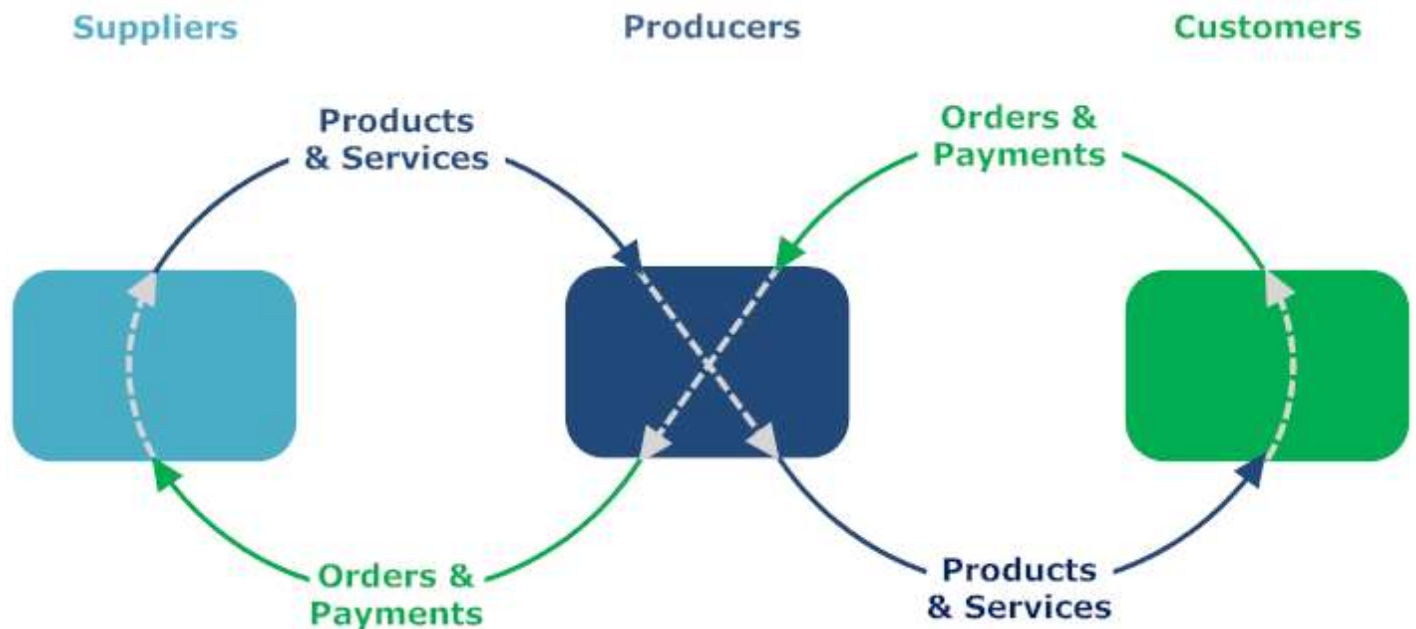 Suppliers
Producers
Customers
Products
& Services
Orders &
Payments
Orders &
Payments
Products
& Services